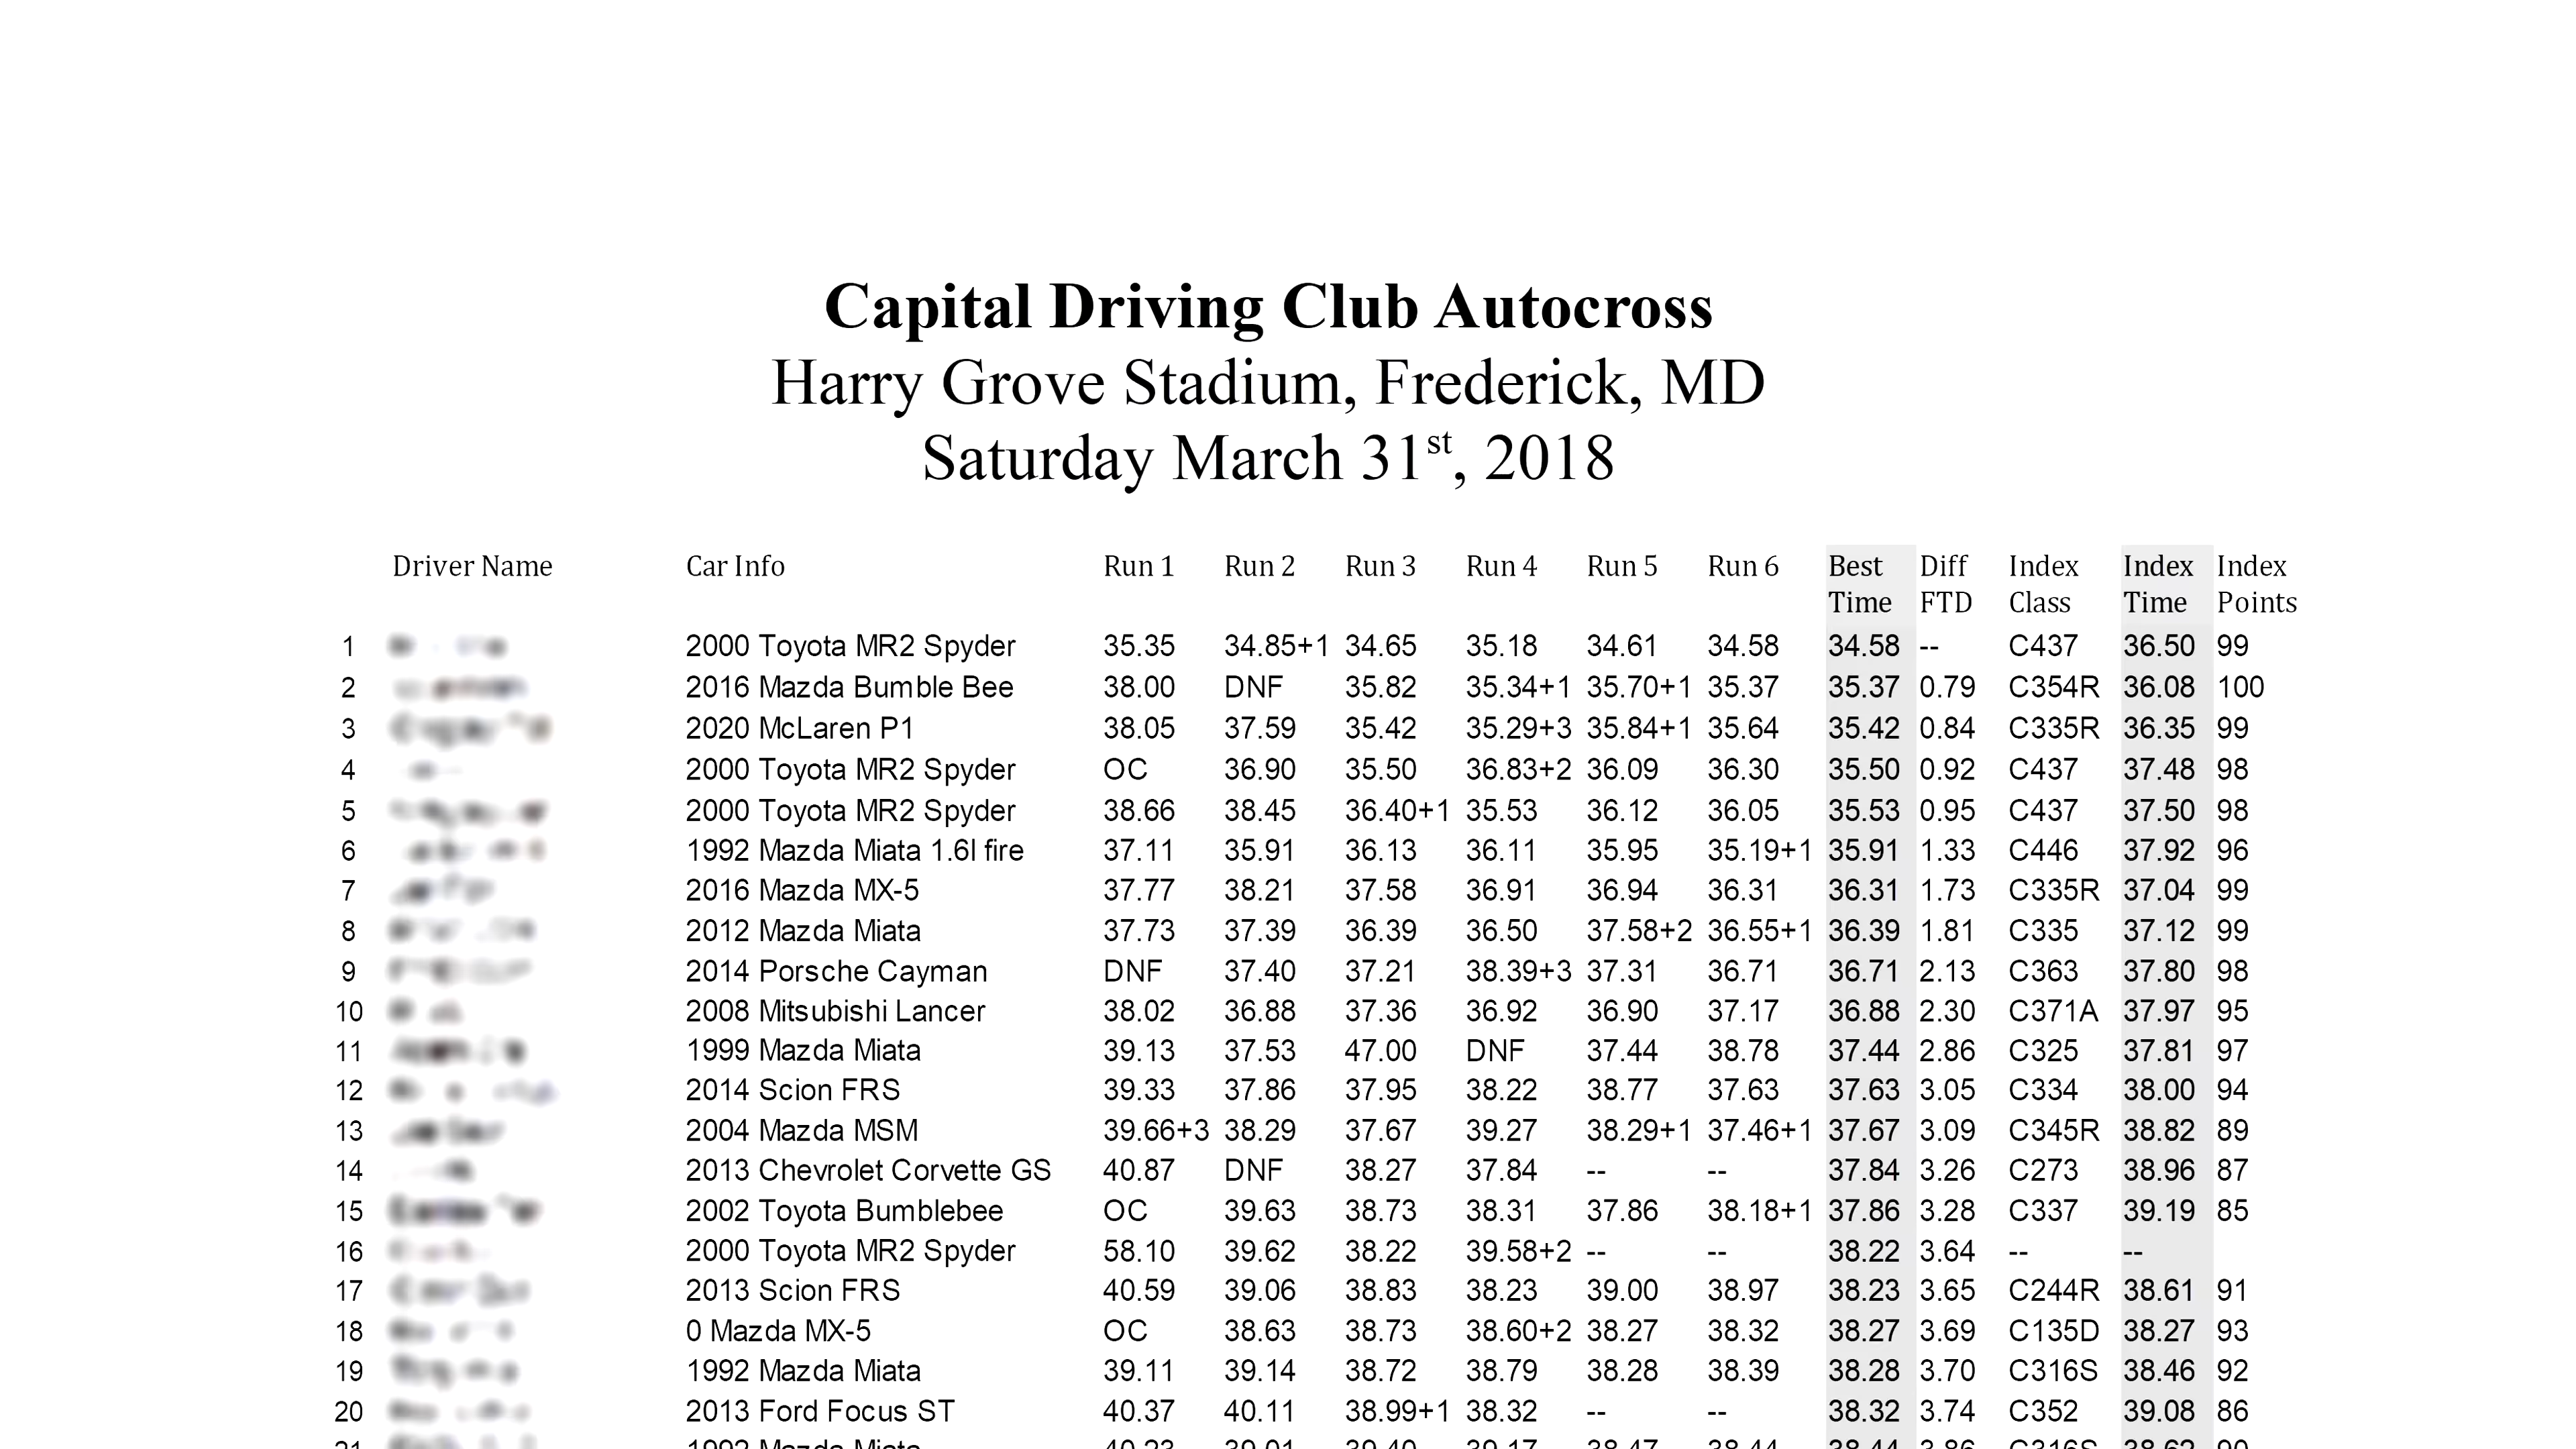 Capital Driving Club Autocross
Harry Grove Stadium, Frederick, MD
Saturday March 31st, 2018
Driver Name Car Info Run 1 Run 2 Run 3 Run 4 Run 5 Run 6 Best Time Diff FTD Index Class Index Time Index Points
1 2000 Toyota MR2 Spyder 35.35 34.85+1 34.65 35.18 34.61 34.58 34.58 -- C437 36.50 99
2 2016 Mazda Bumble Bee 38.00 DNF 35.82 35.34+1 35.70+1 35.37 35.37 0.79 C354R 36.08 100
3 2020 McLaren P1 38.05 37.59 35.42 35.29+3 35.84+1 35.64 35.42 0.84 C335R 36.35 99
4 2000 Toyota MR2 Spyder OC 36.90 35.50 36.83+2 36.09 36.30 35.50 0.92 C437 37.48 98
5 2000 Toyota MR2 Spyder 38.66 38.45 36.40+1 35.53 36.12 36.05 35.53 0.95 C437 37.50 98
6 1992 Mazda Miata 1.6l fire 37.11 35.91 36.13 36.11 35.95 35.19+1 35.91 1.33 C446 37.92 96
7 2016 Mazda MX-5 37.77 38.21 37.58 36.91 36.94 36.31 36.31 1.73 C335R 37.04 99
8 2012 Mazda Miata 37.73 37.39 36.39 36.50 37.58+2 36.55+1 36.39 1.81 C335 37.12 99
9 2014 Porsche Cayman DNF 37.40 37.21 38.39+3 37.31 36.71 36.71 2.13 C363 37.80 98
10 2008 Mitsubishi Lancer 38.02 36.88 37.36 36.92 36.90 37.17 36.88 2.30 C371A 37.97 95
11 1999 Mazda Miata 39.13 37.53 47.00 DNF 37.44 38.78 37.44 2.86 C325 37.81 97
12 2014 Scion FRS 39.33 37.86 37.95 38.22 38.77 37.63 37.63 3.05 C334 38.00 94
13 2004 Mazda MSM 39.66+3 38.29 37.67 39.27 38.29+1 37.46+1 37.67 3.09 C345R 38.82 89
14 2013 Chevrolet Corvette GS 40.87 DNF 38.27 37.84 -- -- 37.84 3.26 C273 38.96 87
15 2002 Toyota Bumblebee OC 39.63 38.73 38.31 37.86 38.18+1 37.86 3.28 C337 39.19 85
16 2000 Toyota MR2 Spyder 58.10 39.62 38.22 39.58+2 -- -- 38.22 3.64 -- --
17 2013 Scion FRS 40.59 39.06 38.83 38.23 39.00 38.97 38.23 3.65 C244R 38.61 91
18 0 Mazda MX-5 OC 38.63 38.73 38.60+2 38.27 38.32 38.27 3.69 C135D 38.27 93
19 1992 Mazda Miata 39.11 39.14 38.72 38.79 38.28 38.39 38.28 3.70 C316S 38.46 92
20 2013 Ford Focus ST 40.37 40.11 38.99+1 38.32 -- -- 38.32 3.74 C352 39.08 86